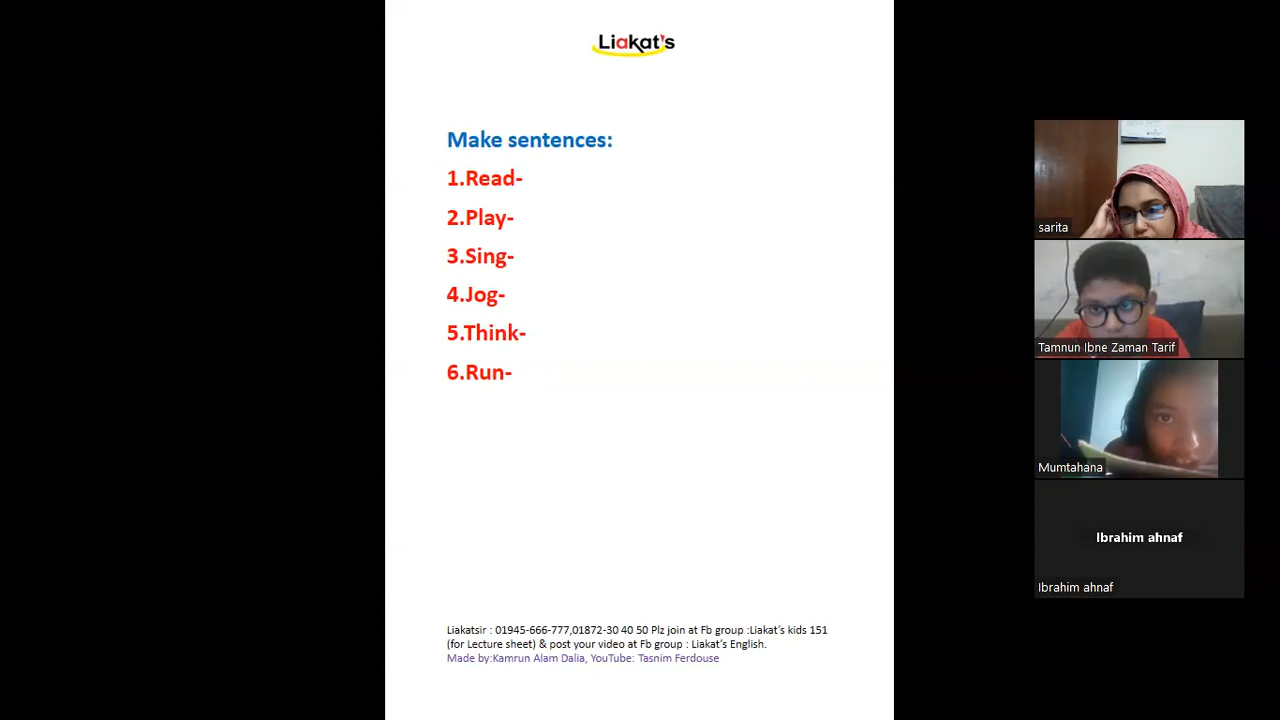 Liakat's
Make sentences:
1.Read-
2.Play-
3.Sing-
4.Jog-
5.Think-
6.Run-
Liakatsir : 01945-666-777,01872-30 40 50 Plz join at Fb group :Liakat's kids 151
(for Lecture sheet) & post your video at Fb group : Liakat's English.
Made by:Kamrun Alam Dalia, YouTube: Tasnim Ferdouse
sarita
Tamnun Ibne Zaman Tarif
Mumtahana
Ibrahim ahnaf
Ibrahim ahnaf